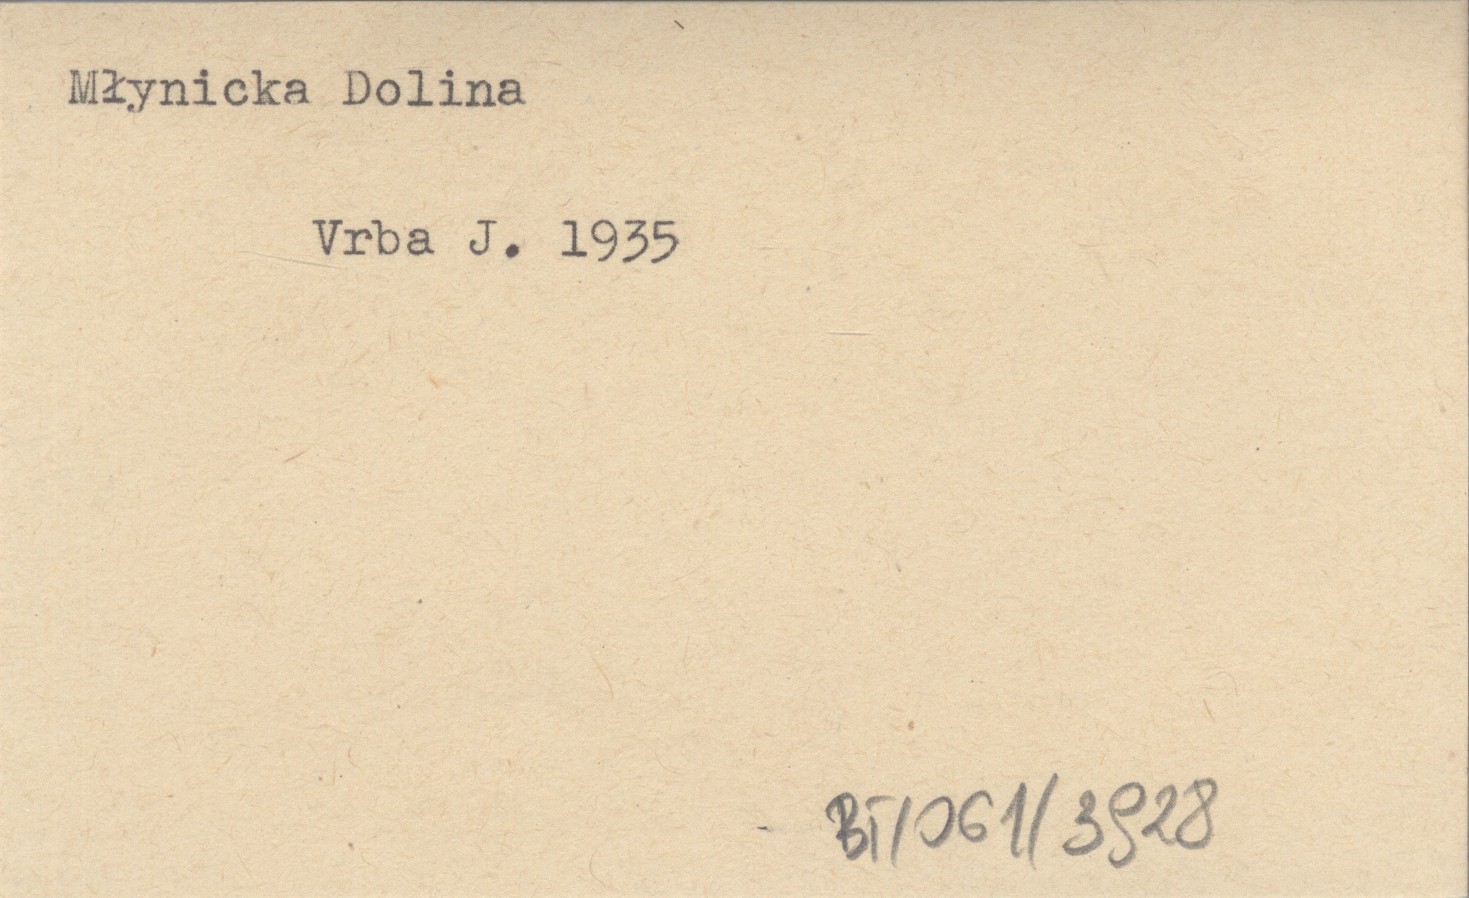 Młynicka Dolina
Vrba J. 1935
BT/061/3928